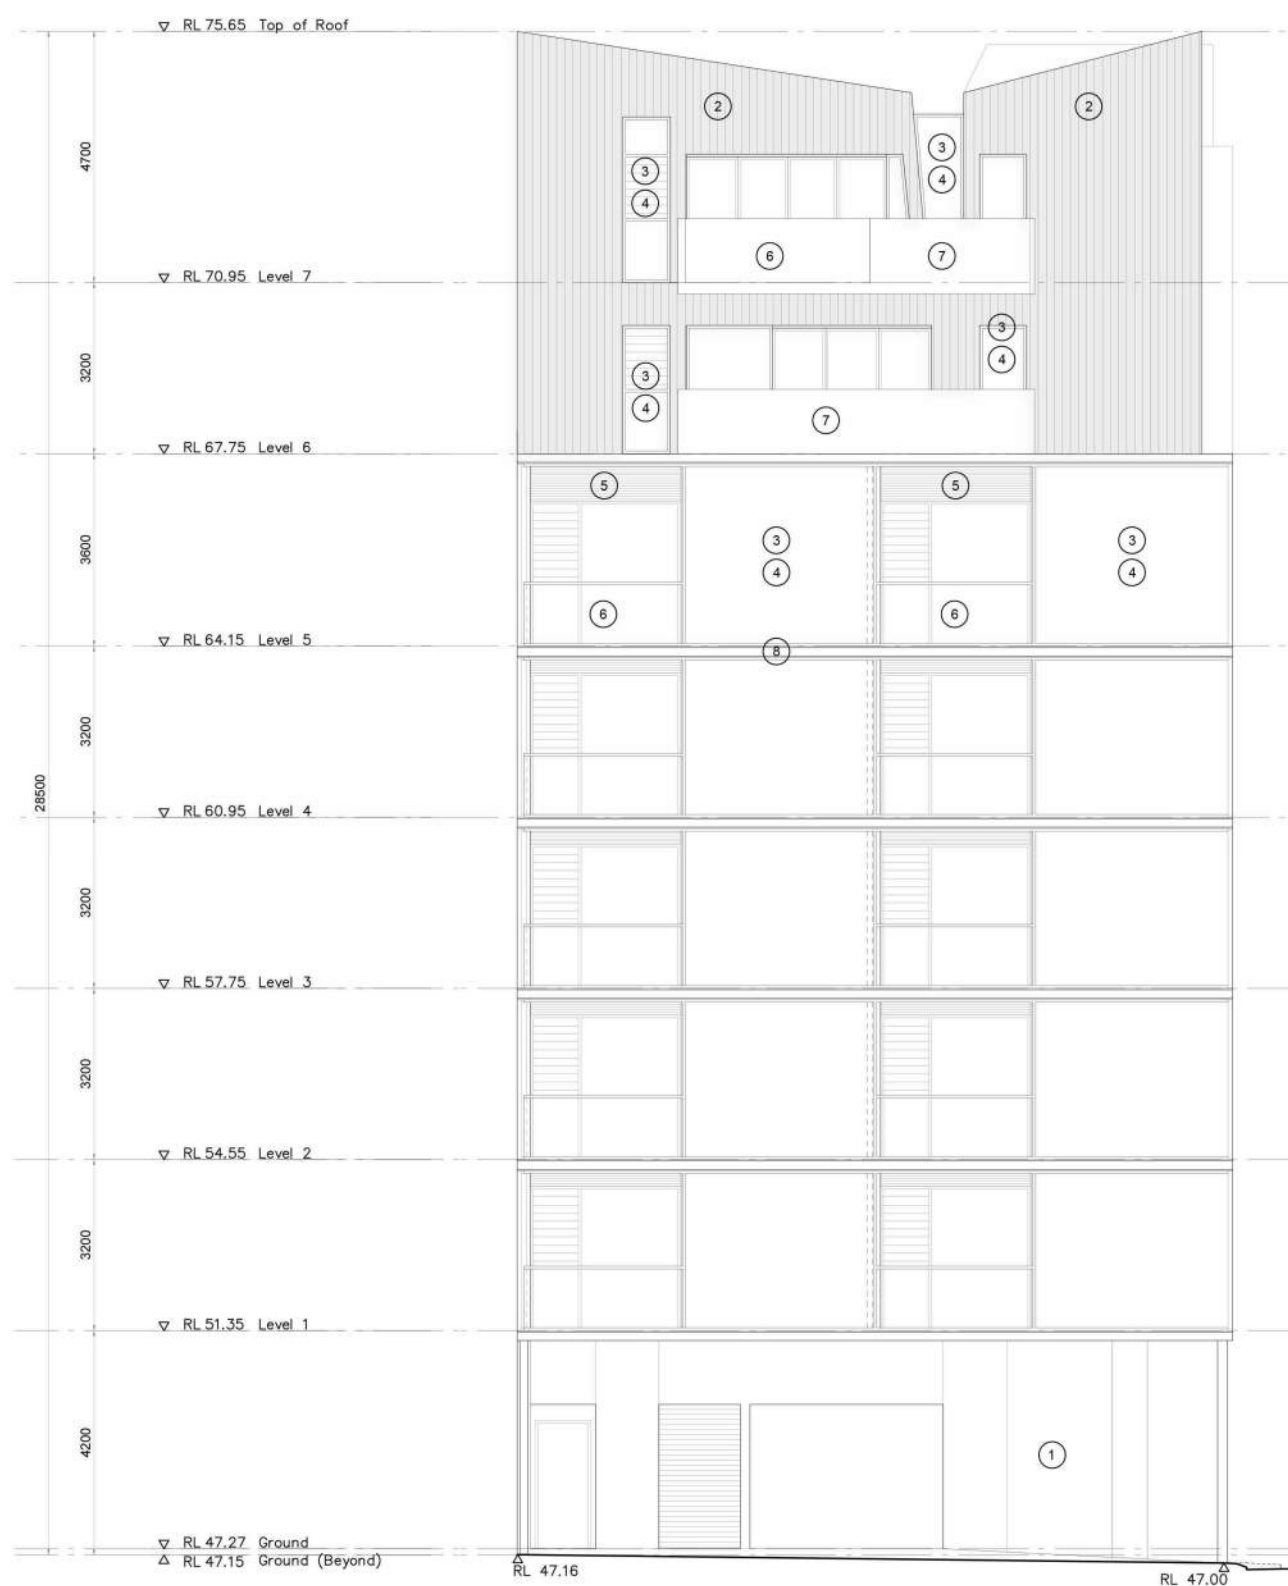 RL 75.65 Top of Roof
2
2
4700
3
4
3
4
6
7
RL 70.95 Level 7
3200
3
4
3
4
7
RL 67.75 Level 6
5
5
3600
3
4
3
4
6
6
RL 64.15 Level 5
8
3200
28500
RL 60.95 Level 4
3200
RL 57.75 Level 3
3200
RL 54.55 Level 2
3200
RL 51.35 Level 1
4200
1
RL 47.27 Ground
RL 47.15 Ground (Beyond)
RL 47.16
RL 47.00